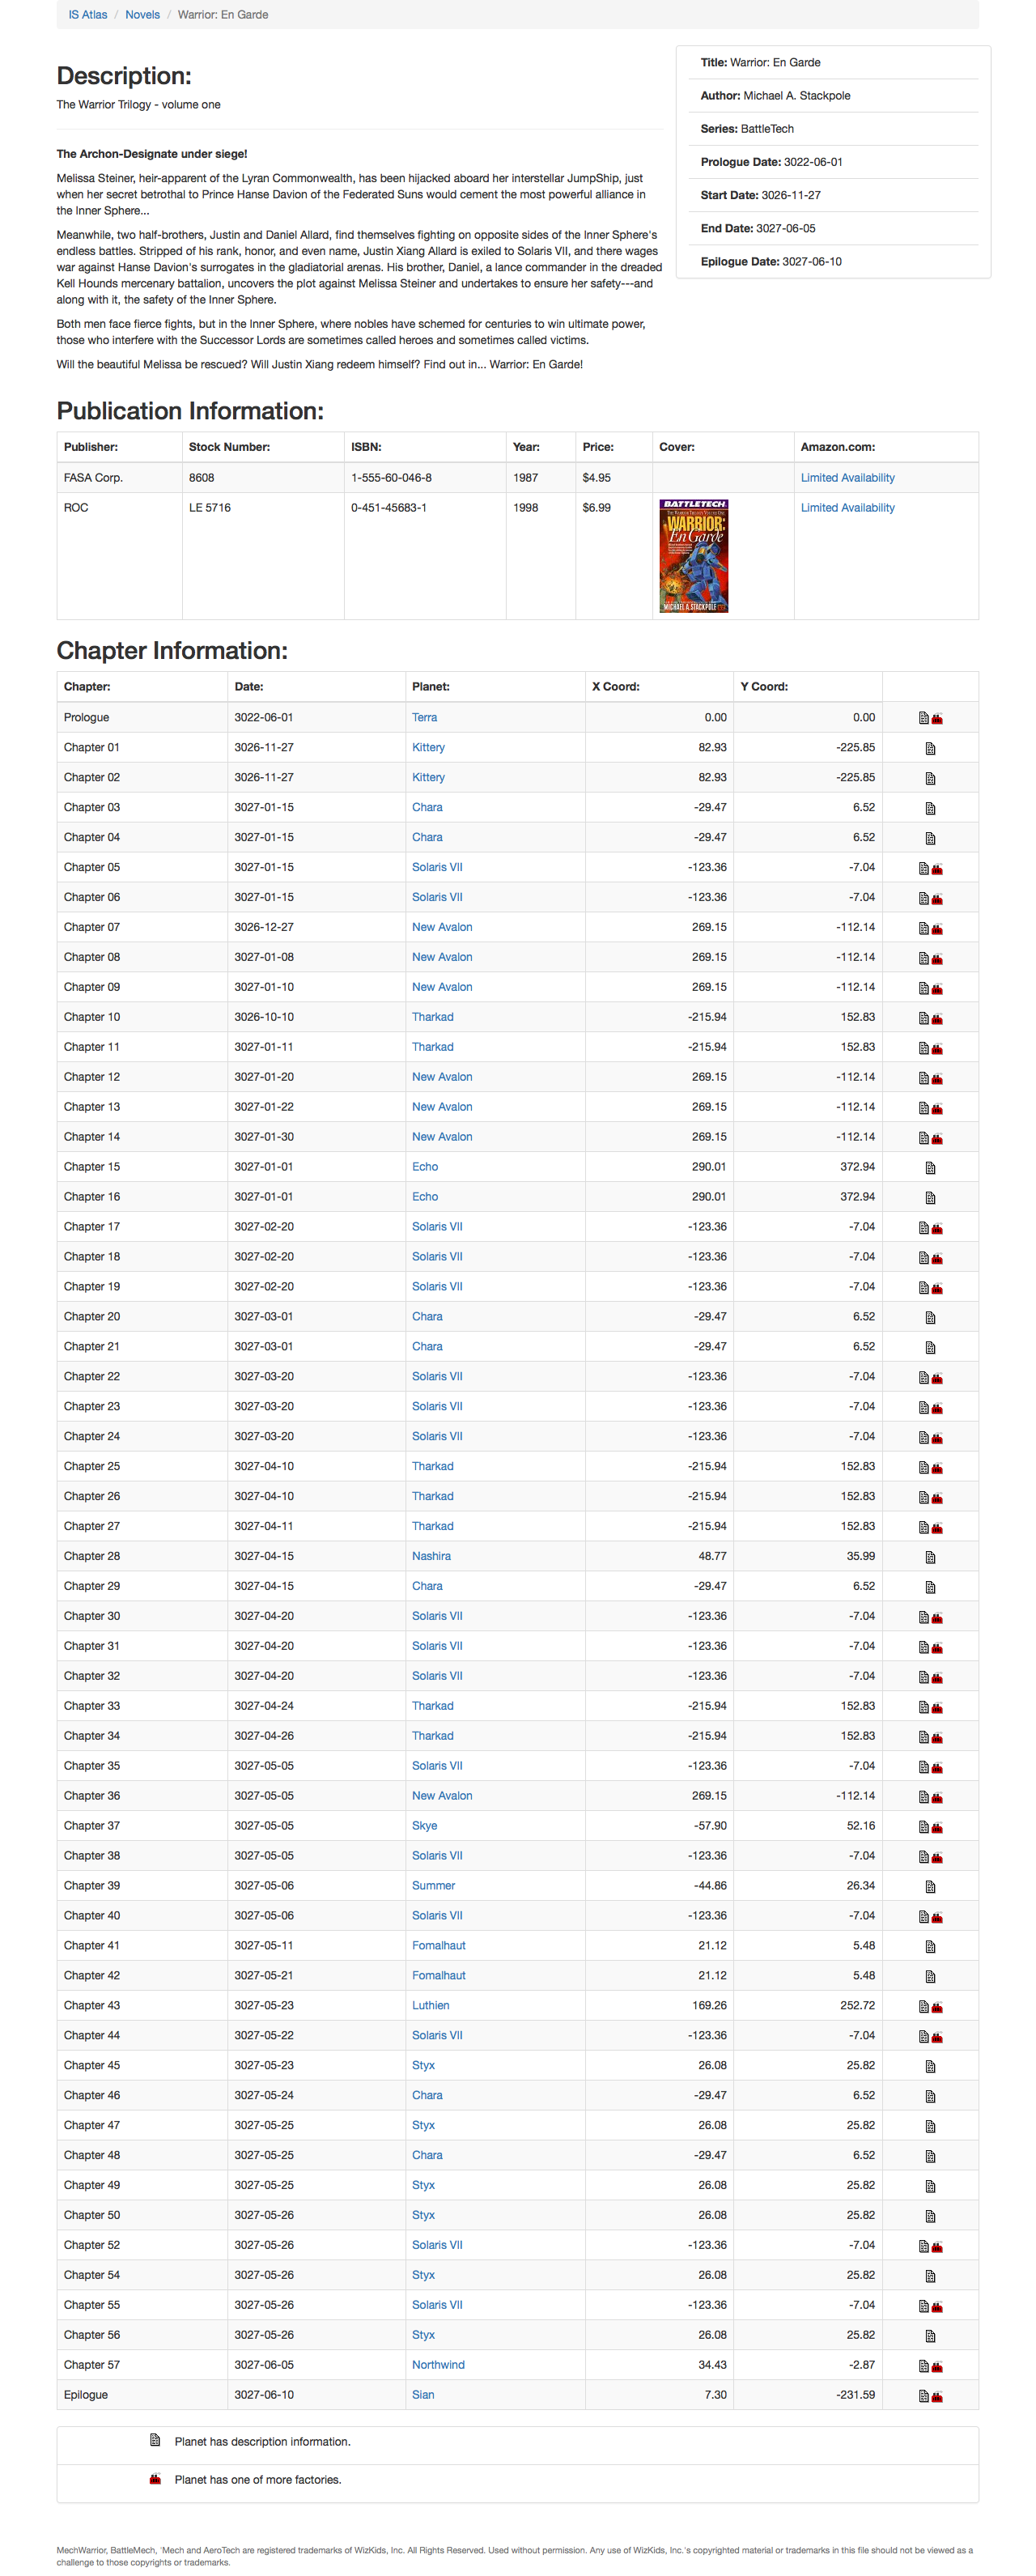 IS Atlas / Novels / Warrior: En Garde
Description:
The Warrior Trilogy - volume one
The Archon-Designate under siege!
Melissa Steiner, heir-apparent of the Lyran Commonwealth, has been hijacked aboard her interstellar JumpShip, just
when her secret betrothal to Prince Hanse Davion of the Federated Suns would cement the most powerful alliance in
the Inner Sphere...
Meanwhile, two half-brothers, Justin and Daniel Allard, find themselves fighting on opposite sides of the Inner Sphere's
endless battles. Stripped of his rank, honor, and even name, Justin Xiang Allard is exiled to Solaris VII, and there wages
war against Hanse Davion's surrogates in the gladiatorial arenas. His brother, Daniel, a lance commander in the dreaded
Kell Hounds mercenary battalion, uncovers the plot against Melissa Steiner and undertakes to ensure her safety---and
along with it, the safety of the Inner Sphere.
Both men face fierce fights, but in the Inner Sphere, where nobles have schemed for centuries to win ultimate power,
those who interfere with the Successor Lords are sometimes called heroes and sometimes called victims.
Will the beautiful Melissa be rescued? Will Justin Xiang redeem himself? Find out in... Warrior: En Garde!
Title: Warrior: En Garde
Author: Michael A. Stackpole
Series: BattleTech
Prologue Date: 3022-06-01
Start Date: 3026-11-27
End Date: 3027-06-05
Epilogue Date: 3027-06-10
Publication Information:
Publisher: Stock Number: ISBN: Year: Price: Cover: Amazon.com:
FASA Corp. 8608 1-555-60-046-8 1987 $4.95 Limited Availability
ROC LE 5716 0-451-45683-1 1998 $6.99 Limited Availability
BATTLETECH
WARRIOR:
En Garde
MICHAEL A. STACKPOLE
Chapter Information:
Chapter: Date: Planet: X Coord: Y Coord:
Prologue 3022-06-01 Terra 0.00 0.00
Chapter 01 3026-11-27 Kittery 82.93 -225.85
Chapter 02 3026-11-27 Kittery 82.93 -225.85
Chapter 03 3027-01-15 Chara -29.47 6.52
Chapter 04 3027-01-15 Chara -29.47 6.52
Chapter 05 3027-01-15 Solaris VII -123.36 -7.04
Chapter 06 3027-01-15 Solaris VII -123.36 -7.04
Chapter 07 3026-12-27 New Avalon 269.15 -112.14
Chapter 08 3027-01-08 New Avalon 269.15 -112.14
Chapter 09 3027-01-10 New Avalon 269.15 -112.14
Chapter 10 3026-10-10 Tharkad -215.94 152.83
Chapter 11 3027-01-11 Tharkad -215.94 152.83
Chapter 12 3027-01-20 New Avalon 269.15 -112.14
Chapter 13 3027-01-22 New Avalon 269.15 -112.14
Chapter 14 3027-01-30 New Avalon 269.15 -112.14
Chapter 15 3027-01-01 Echo 290.01 372.94
Chapter 16 3027-01-01 Echo 290.01 372.94
Chapter 17 3027-02-20 Solaris VII -123.36 -7.04
Chapter 18 3027-02-20 Solaris VII -123.36 -7.04
Chapter 19 3027-02-20 Solaris VII -123.36 -7.04
Chapter 20 3027-03-01 Chara -29.47 6.52
Chapter 21 3027-03-01 Chara -29.47 6.52
Chapter 22 3027-03-20 Solaris VII -123.36 -7.04
Chapter 23 3027-03-20 Solaris VII -123.36 -7.04
Chapter 24 3027-03-20 Solaris VII -123.36 -7.04
Chapter 25 3027-04-10 Tharkad -215.94 152.83
Chapter 26 3027-04-10 Tharkad -215.94 152.83
Chapter 27 3027-04-11 Tharkad -215.94 152.83
Chapter 28 3027-04-15 Nashira 48.77 35.99
Chapter 29 3027-04-15 Chara -29.47 6.52
Chapter 30 3027-04-20 Solaris VII -123.36 -7.04
Chapter 31 3027-04-20 Solaris VII -123.36 -7.04
Chapter 32 3027-04-20 Solaris VII -123.36 -7.04
Chapter 33 3027-04-24 Tharkad -215.94 152.83
Chapter 34 3027-04-26 Tharkad -215.94 152.83
Chapter 35 3027-05-05 Solaris VII -123.36 -7.04
Chapter 36 3027-05-05 New Avalon 269.15 -112.14
Chapter 37 3027-05-05 Skye -57.90 52.16
Chapter 38 3027-05-05 Solaris VII -123.36 -7.04
Chapter 39 3027-05-06 Summer -44.86 26.34
Chapter 40 3027-05-06 Solaris VII -123.36 -7.04
Chapter 41 3027-05-11 Fomalhaut 21.12 5.48
Chapter 42 3027-05-21 Fomalhaut 21.12 5.48
Chapter 43 3027-05-23 Luthien 169.26 252.72
Chapter 44 3027-05-22 Solaris VII -123.36 -7.04
Chapter 45 3027-05-23 Styx 26.08 25.82
Chapter 46 3027-05-24 Chara -29.47 6.52
Chapter 47 3027-05-25 Styx 26.08 25.82
Chapter 48 3027-05-25 Chara -29.47 6.52
Chapter 49 3027-05-25 Styx 26.08 25.82
Chapter 50 3027-05-26 Styx 26.08 25.82
Chapter 52 3027-05-26 Solaris VII -123.36 -7.04
Chapter 54 3027-05-26 Styx 26.08 25.82
Chapter 55 3027-05-26 Solaris VII -123.36 -7.04
Chapter 56 3027-05-26 Styx 26.08 25.82
Chapter 57 3027-06-05 Northwind 34.43 -2.87
Epilogue 3027-06-10 Sian 7.30 -231.59
Planet has description information.
Planet has one of more factories.
MechWarrior, BattleMech, 'Mech and AeroTech are registered trademarks of WizKids, Inc. All Rights Reserved. Used without permission. Any use of WizKids, Inc.'s copyrighted material or trademarks in this file should not be viewed as a
challenge to those copyrights or trademarks.